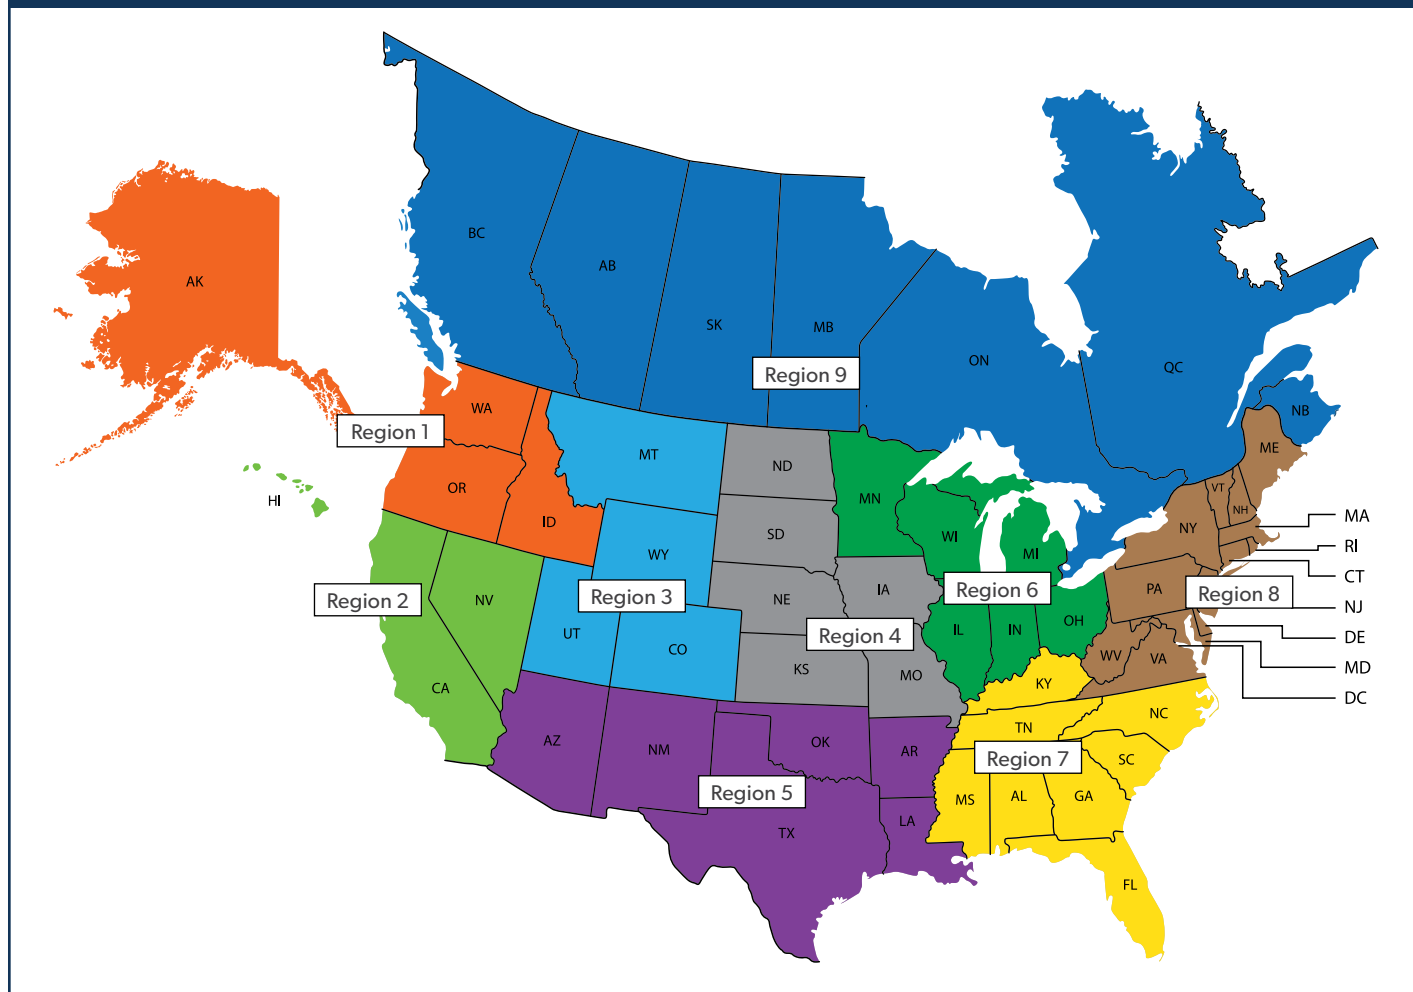 BC
AB
SK
MB
ON
QC
NB
Region 9
AK
WA
OR
ID
Region 1
HI
NV
CA
Region 2
MT
WY
UT
CO
Region 3
ND
SD
NE
KS
IA
MO
Region 4
AZ
NM
OK
TX
AR
LA
Region 5
MN
WI
MI
IL
IN
OH
Region 6
KY
TN
NC
SC
MS
AL
GA
FL
Region 7
ME
VT
NH
NY
PA
WV
VA
Region 8
MA
RI
CT
NJ
DE
MD
DC